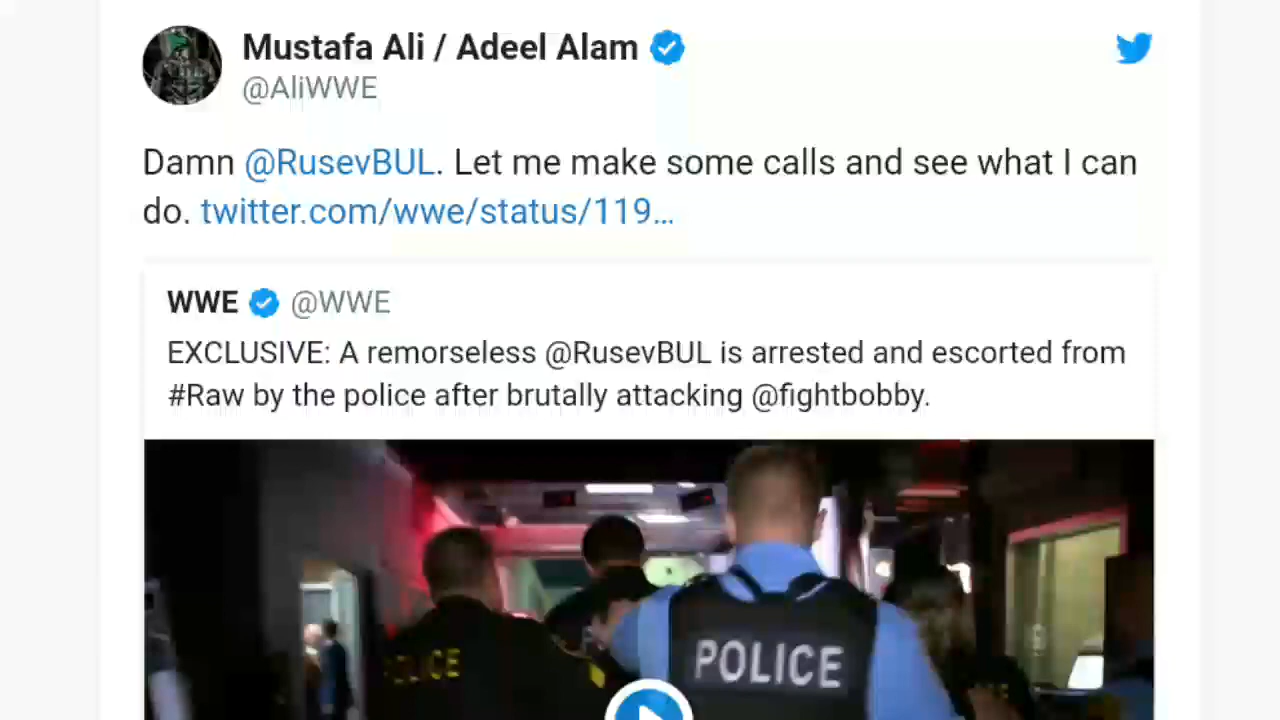 Mustafa Ali / Adeel Alam
@AliWWE
Damn @RusevBUL. Let me make some calls and see what I can
do. twitter.com/wwe/status/119…
WWE @WWE
EXCLUSIVE: A remorseless @RusevBUL is arrested and escorted from
#Raw by the police after brutally attacking @fightbobby.
POLICE
POLICE